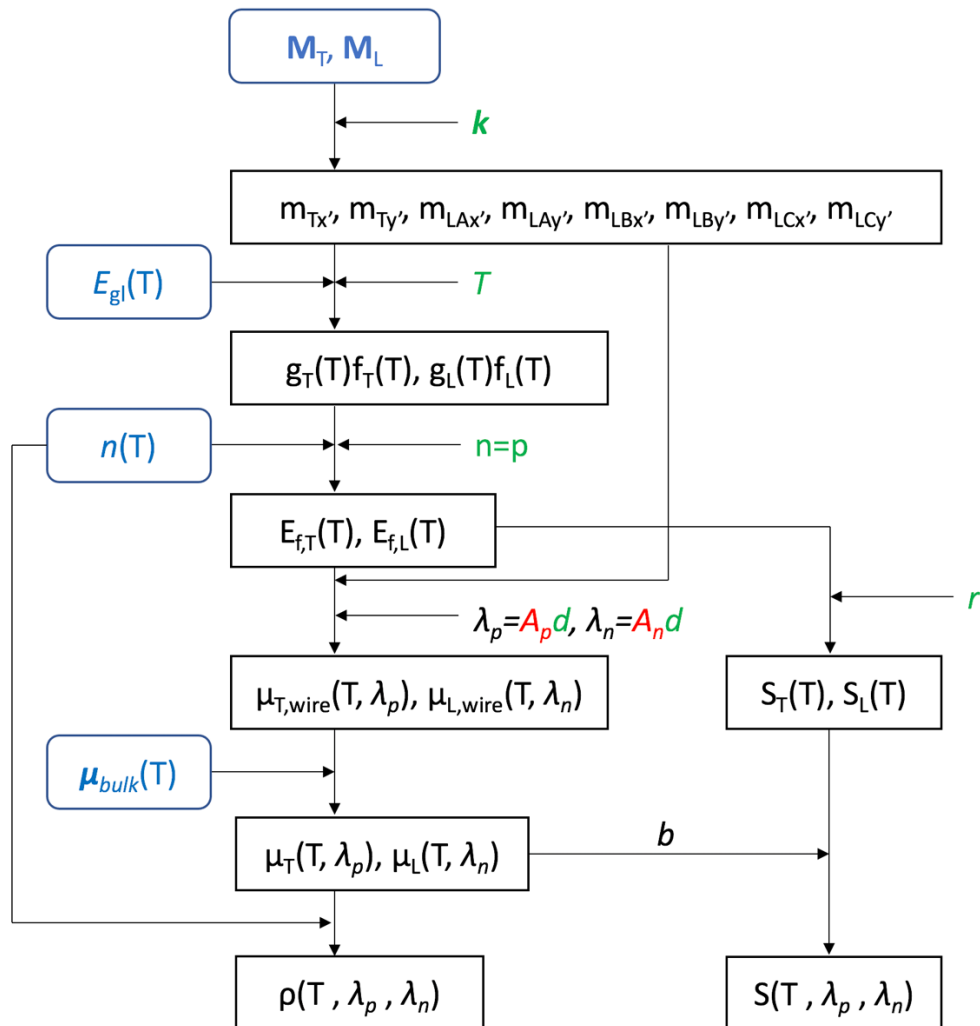 M_T, M_L
k
m_Tx′, m_Ty′, m_LAx′, m_LAy′, m_LBx′, m_LBy′, m_LCx′, m_LCy′
E_gl(T)
T
g_T(T)f_T(T), g_L(T)f_L(T)
n(T)
n=p
E_f,T(T), E_f,L(T)
r
λ_p=A_pd, λ_n=A_nd
μ_T,wire(T, λ_p), μ_L,wire(T, λ_n)
S_T(T), S_L(T)
μ_bulk(T)
μ_T(T, λ_p), μ_L(T, λ_n)
b
ρ(T , λ_p , λ_n)
S(T , λ_p , λ_n)